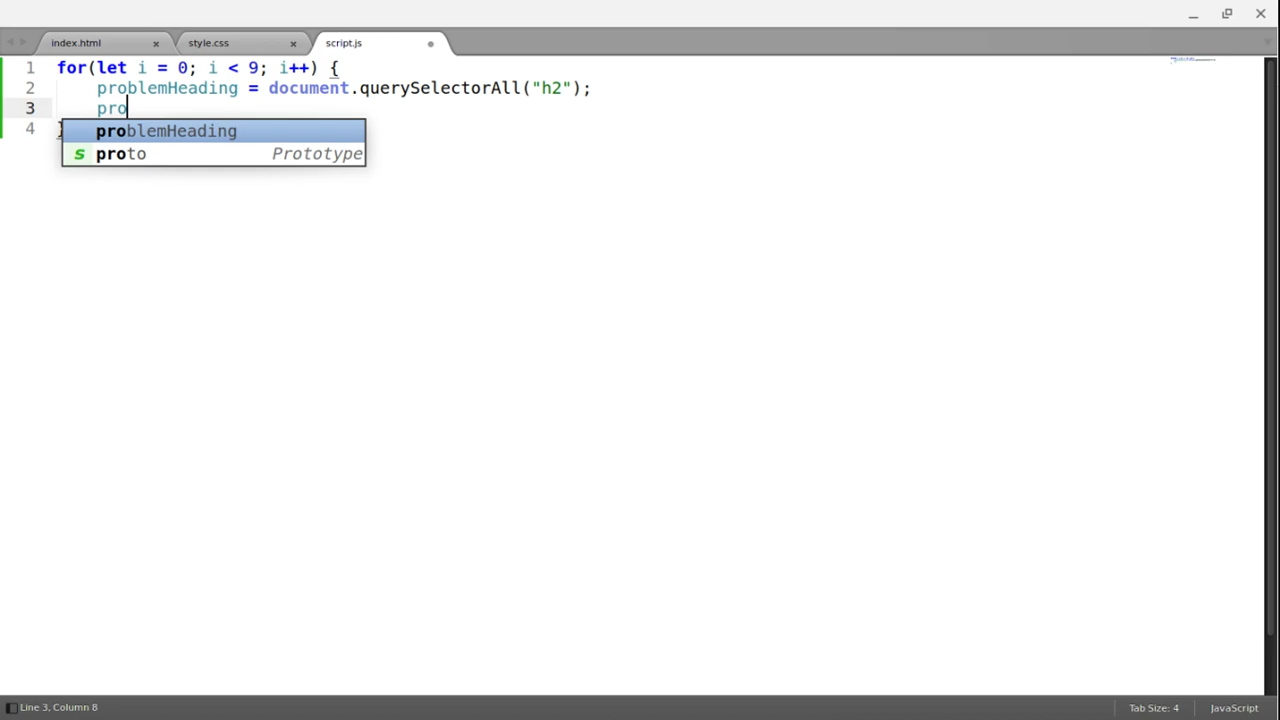 index.html × style.css × script.js
1 for(let i = 0; i < 9; i++) {
2 problemHeading = document.querySelectorAll("h2");
3 pro
4 }
problemHeading
s proto Prototype
Line 3, Column 8 Tab Size: 4 JavaScript